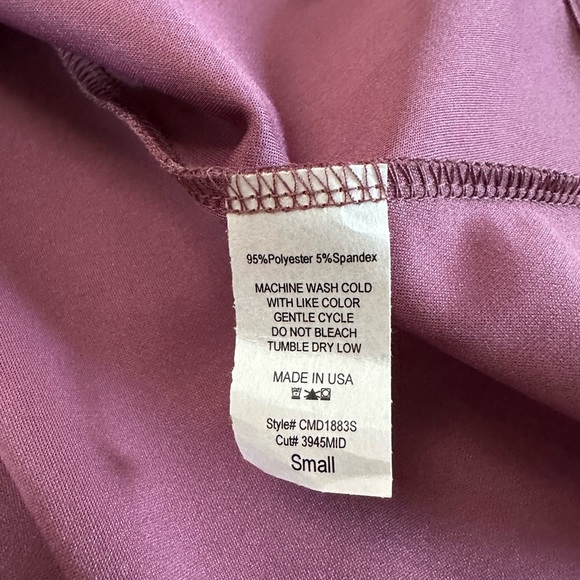 95%Polyester 5%Spandex
MACHINE WASH COLD
WITH LIKE COLOR
GENTLE CYCLE
DO NOT BLEACH
TUMBLE DRY LOW
MADE IN USA
Style# CMD1883S
Cut# 3945MID
Small